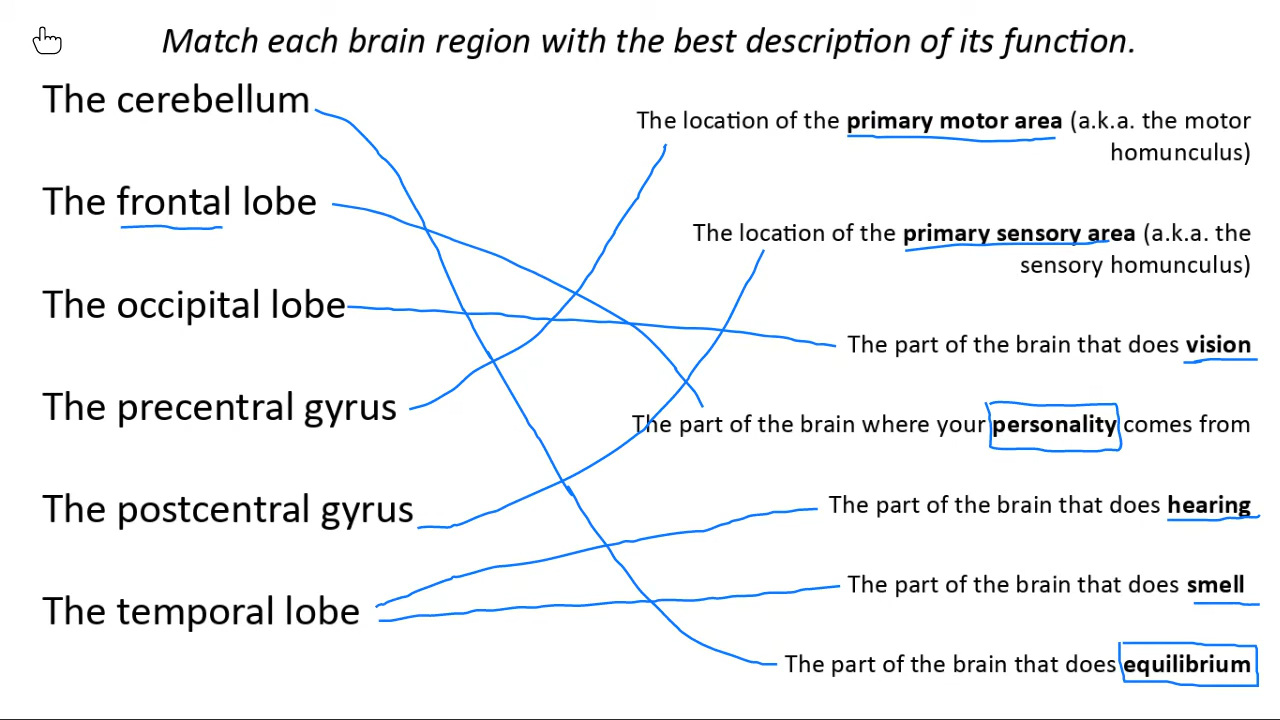 Match each brain region with the best description of its function.
The cerebellum
The frontal lobe
The occipital lobe
The precentral gyrus
The postcentral gyrus
The temporal lobe
The location of the primary motor area (a.k.a. the motor
homunculus)
The location of the primary sensory area (a.k.a. the
sensory homunculus)
The part of the brain that does vision
The part of the brain where your personality comes from
The part of the brain that does hearing
The part of the brain that does smell
The part of the brain that does equilibrium